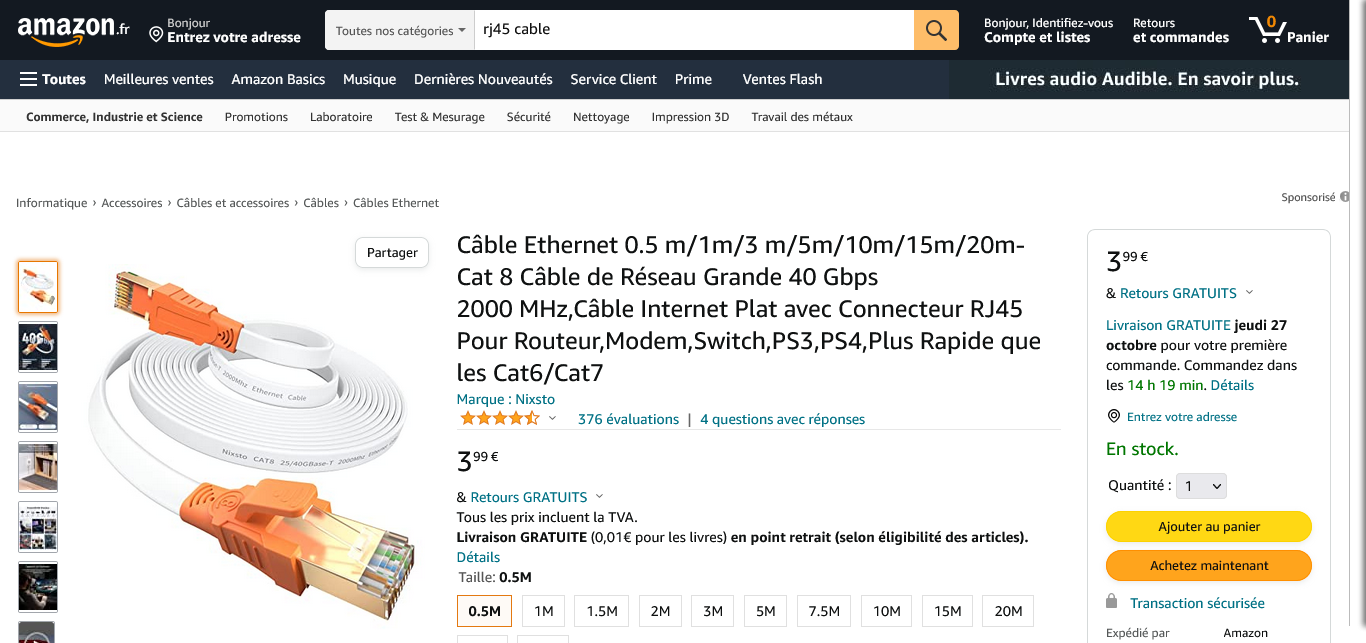 amazon.fr
Bonjour
Entrez votre adresse
Toutes nos catégories
rj45 cable
Bonjour, Identifiez-vous
Compte et listes
Retours
et commandes
0
Panier
Toutes
Meilleures ventes
Amazon Basics
Musique
Dernières Nouveautés
Service Client
Prime
Ventes Flash
Livres audio Audible. En savoir plus.
Commerce, Industrie et Science
Promotions
Laboratoire
Test & Mesurage
Sécurité
Nettoyage
Impression 3D
Travail des métaux
Sponsorisé
Informatique › Accessoires › Câbles et accessoires › Câbles › Câbles Ethernet
Partager
2000Mhz Ethernet Cable
Nixsto CAT8 25/40GBase-T 2000Mhz Ethernet
Câble Ethernet 0.5 m/1m/3 m/5m/10m/15m/20m-
Cat 8 Câble de Réseau Grande 40 Gbps
2000 MHz,Câble Internet Plat avec Connecteur RJ45
Pour Routeur,Modem,Switch,PS3,PS4,Plus Rapide que
les Cat6/Cat7
Marque : Nixsto
376 évaluations | 4 questions avec réponses
3 99 €
& Retours GRATUITS
Tous les prix incluent la TVA.
Livraison GRATUITE (0,01€ pour les livres) en point retrait (selon éligibilité des articles).
Détails
Taille: 0.5M
0.5M
1M
1.5M
2M
3M
5M
7.5M
10M
15M
20M
3 99 €
& Retours GRATUITS
Livraison GRATUITE jeudi 27
octobre pour votre première
commande. Commandez dans
les 14 h 19 min. Détails
Entrez votre adresse
En stock.
Quantité : 1
Ajouter au panier
Achetez maintenant
Transaction sécurisée
Expédié par Amazon